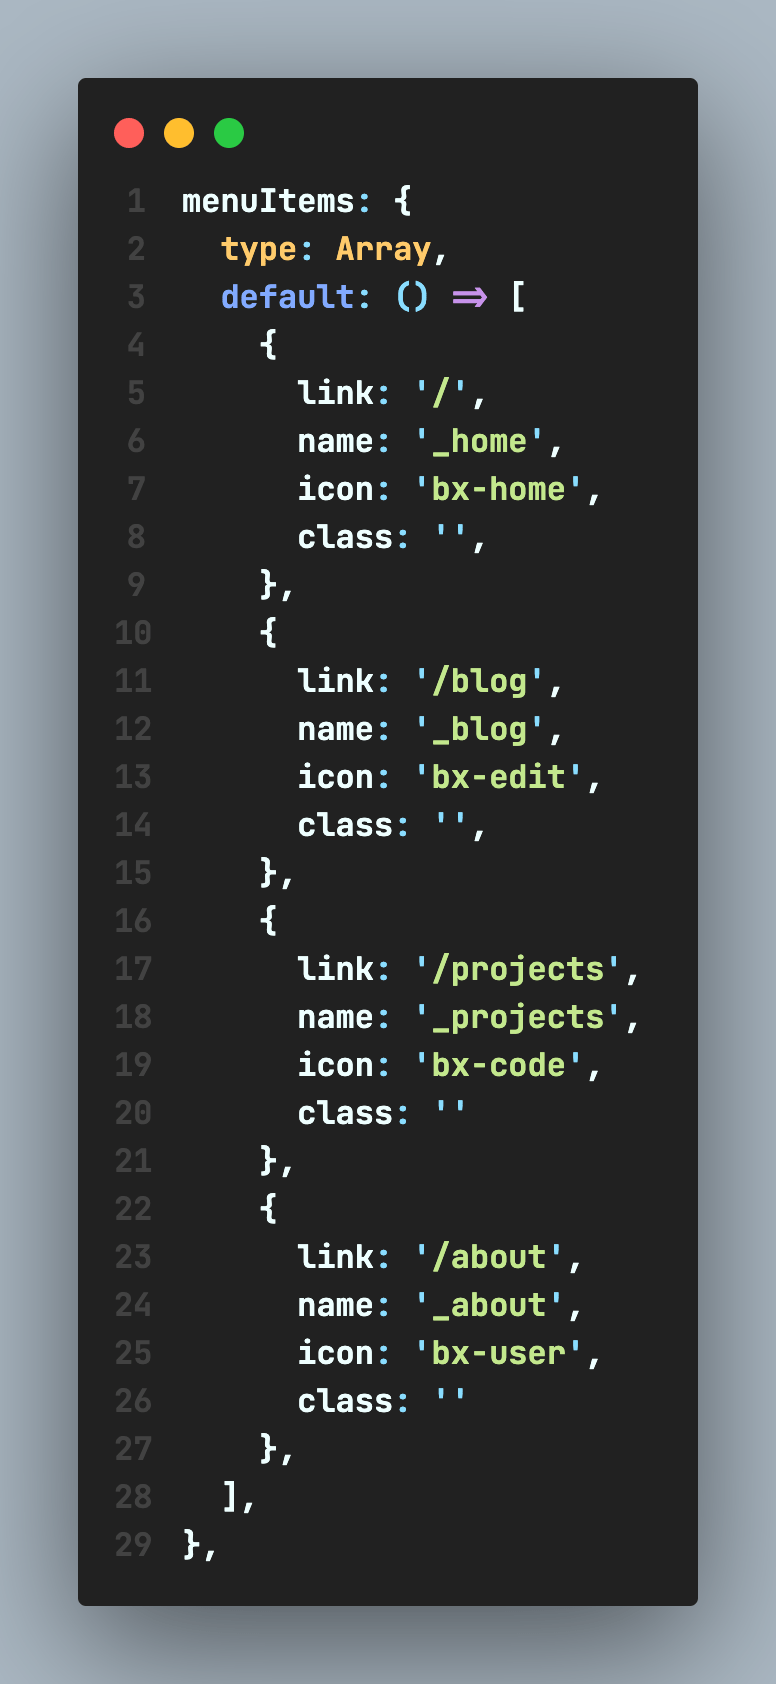 1 menuItems: {
2   type: Array,
3   default: () => [
4     {
5       link: '/',
6       name: '_home',
7       icon: 'bx-home',
8       class: '',
9     },
10     {
11       link: '/blog',
12       name: '_blog',
13       icon: 'bx-edit',
14       class: '',
15     },
16     {
17       link: '/projects',
18       name: '_projects',
19       icon: 'bx-code',
20       class: ''
21     },
22     {
23       link: '/about',
24       name: '_about',
25       icon: 'bx-user',
26       class: ''
27     },
28   ],
29 },